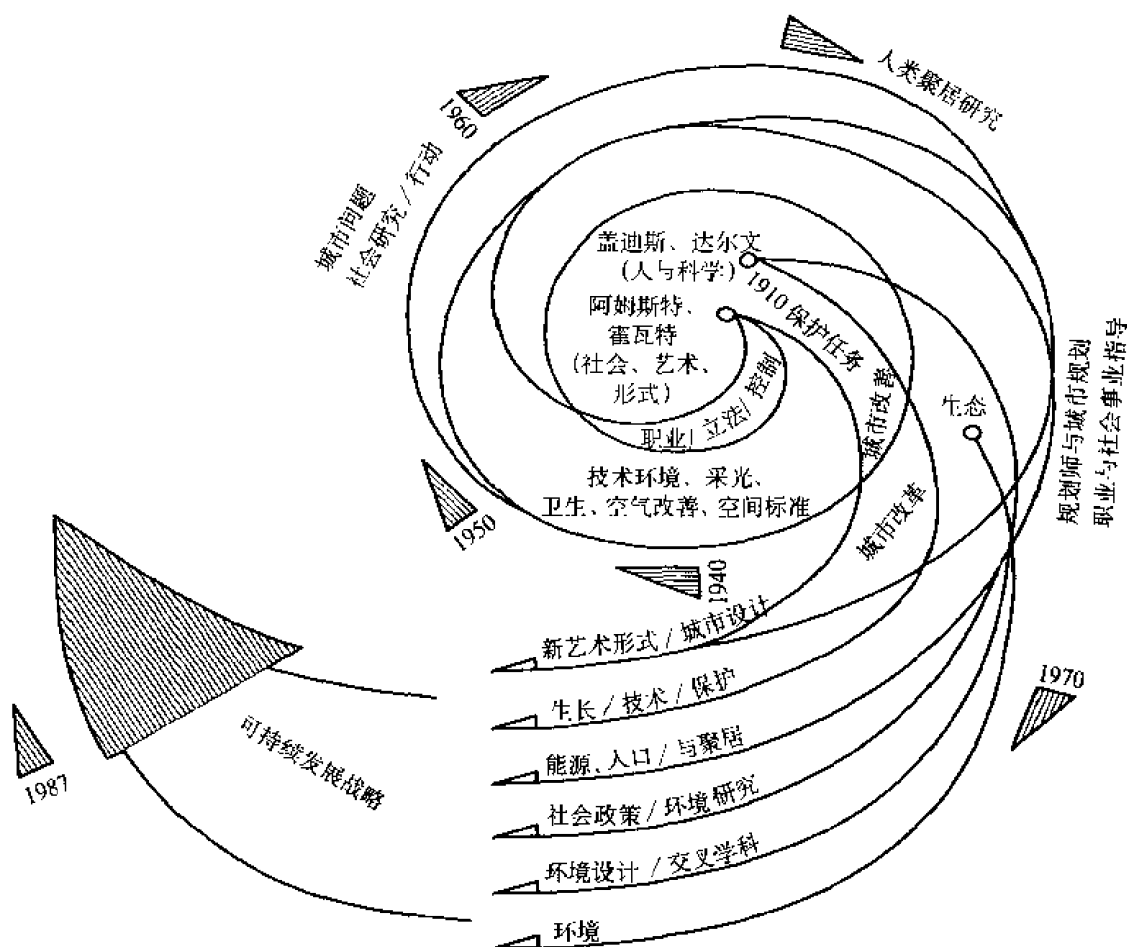 人类聚居研究
1960
城市问题
社会研究/行动
盖迪斯、达尔文
(人与科学)
1910保护任务
阿姆斯特、
霍瓦特
(社会、艺术、
形式)
职业/立法/控制
城市改善
生态
规划师与城市规划
职业与社会事业指导
技术环境、采光、
卫生、空气改善、空间标准
城市改革
1950
1940
新艺术形式/城市设计
1970
生长/技术/保护
可持续发展战略
能源、人口/与聚居
1987
社会政策/环境研究
环境设计/交叉学科
环境